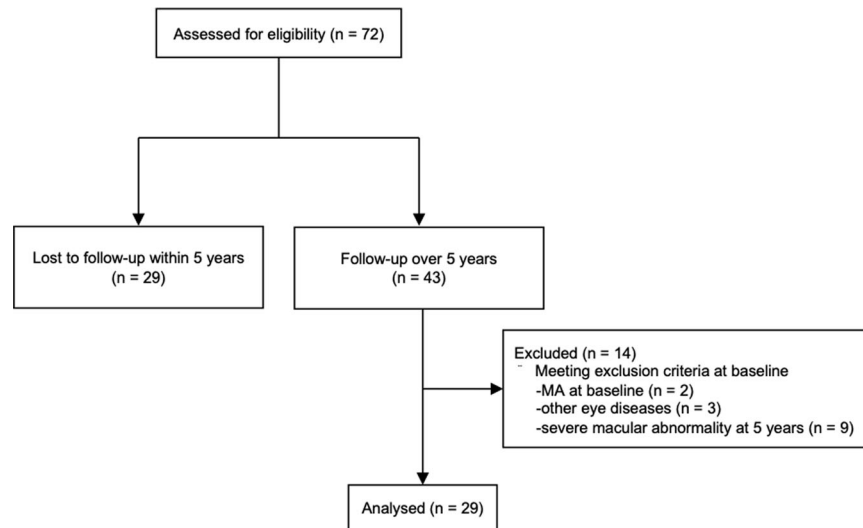 Assessed for eligibility (n = 72)
Lost to follow-up within 5 years
(n = 29)
Follow-up over 5 years
(n = 43)
Excluded (n = 14)
¨ Meeting exclusion criteria at baseline
-MA at baseline (n = 2)
-other eye diseases (n = 3)
-severe macular abnormality at 5 years (n = 9)
Analysed (n = 29)